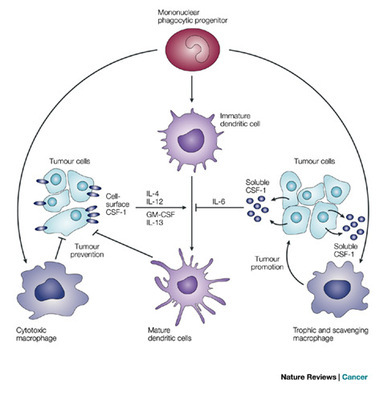 Mononuclear
phagocytic progenitor
Immature
dendritic cell
Tumour cells
Cell-
surface
CSF-1
IL-4
IL-12
GM-CSF
IL-13
IL-6
Tumour cells
Soluble
CSF-1
Soluble
CSF-1
Tumour
prevention
Tumour
promotion
Cytotoxic
macrophage
Mature
dendritic cells
Trophic and scavenging
macrophage
Nature Reviews | Cancer